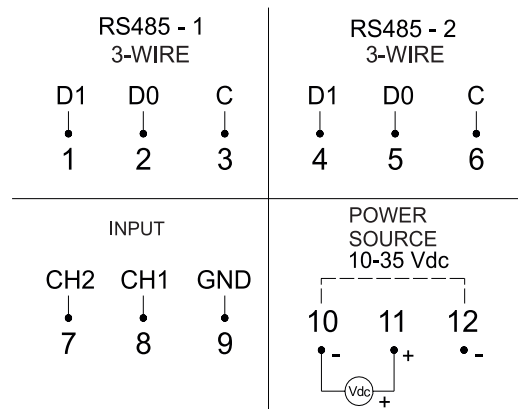 RS485 - 1
3-WIRE
D1 D0 C
1 2 3
RS485 - 2
3-WIRE
D1 D0 C
4 5 6
INPUT
CH2 CH1 GND
7 8 9
POWER
SOURCE
10-35 Vdc
10 11 12
- + -
Vdc +